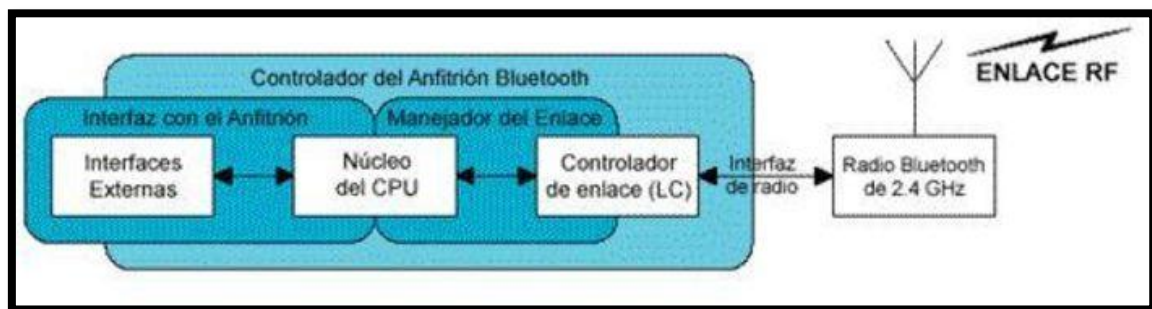 Controlador del Anfitrión Bluetooth
ENLACE RF
Interfaz con el Anfitrión
Manejador del Enlace
Interfaces
Externas
Núcleo
del CPU
Controlador
de enlace (LC)
Interfaz
de radio
Radio Bluetooth
de 2.4 GHz